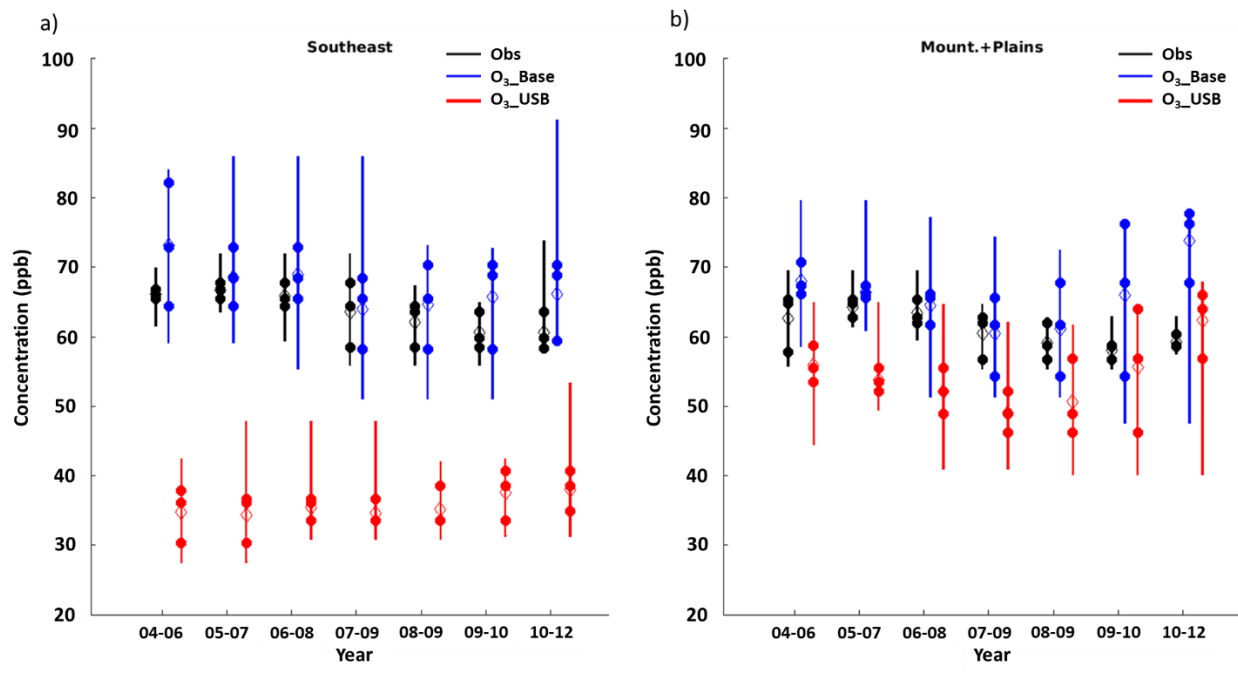 a)
Southeast
Obs
O₃_Base
O₃_USB
100
90
80
70
60
50
40
30
20
Concentration (ppb)
04-06 05-07 06-08 07-09 08-09 09-10 10-12
Year
b)
Mount.+Plains
Obs
O₃_Base
O₃_USB
100
90
80
70
60
50
40
30
20
Concentration (ppb)
04-06 05-07 06-08 07-09 08-09 09-10 10-12
Year